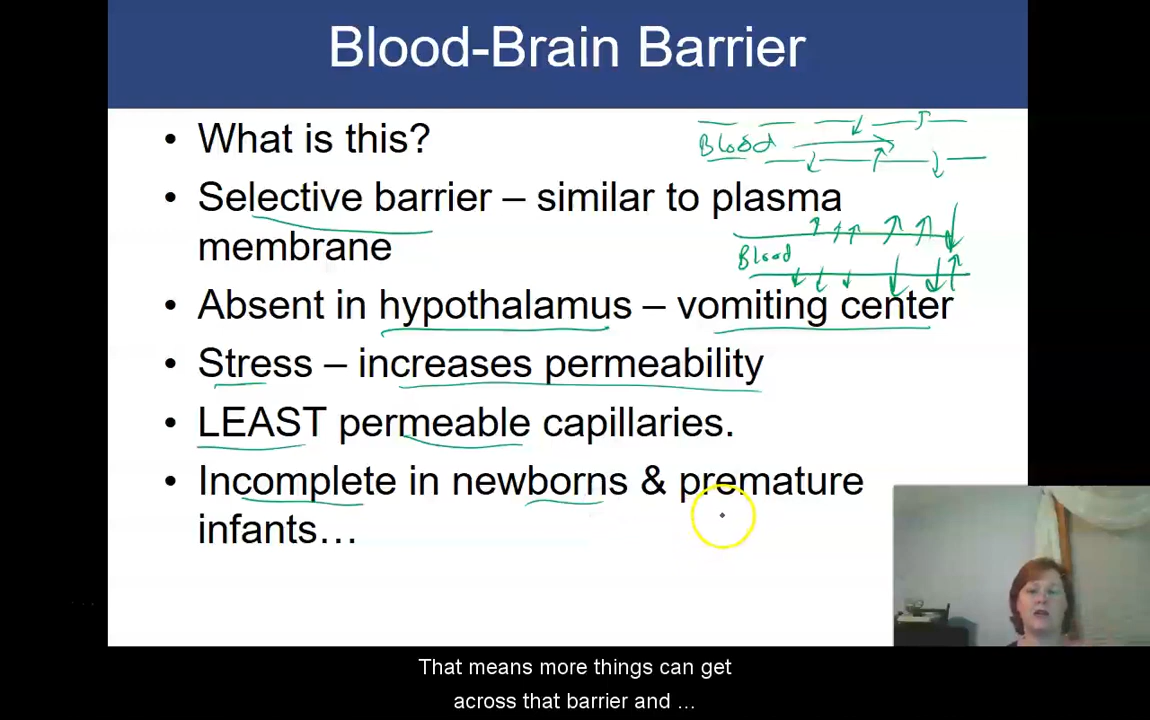 Blood-Brain Barrier
• What is this?
Blood
• Selective barrier – similar to plasma
membrane
Blood
• Absent in hypothalamus – vomiting center
• Stress – increases permeability
• LEAST permeable capillaries.
• Incomplete in newborns & premature
infants…
That means more things can get
across that barrier and ...